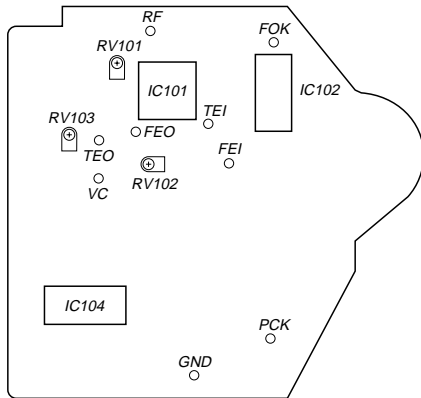 RF
FOK
RV101
IC101
IC102
RV103
TEI
FEO
TEO
FEI
VC
RV102
IC104
PCK
GND